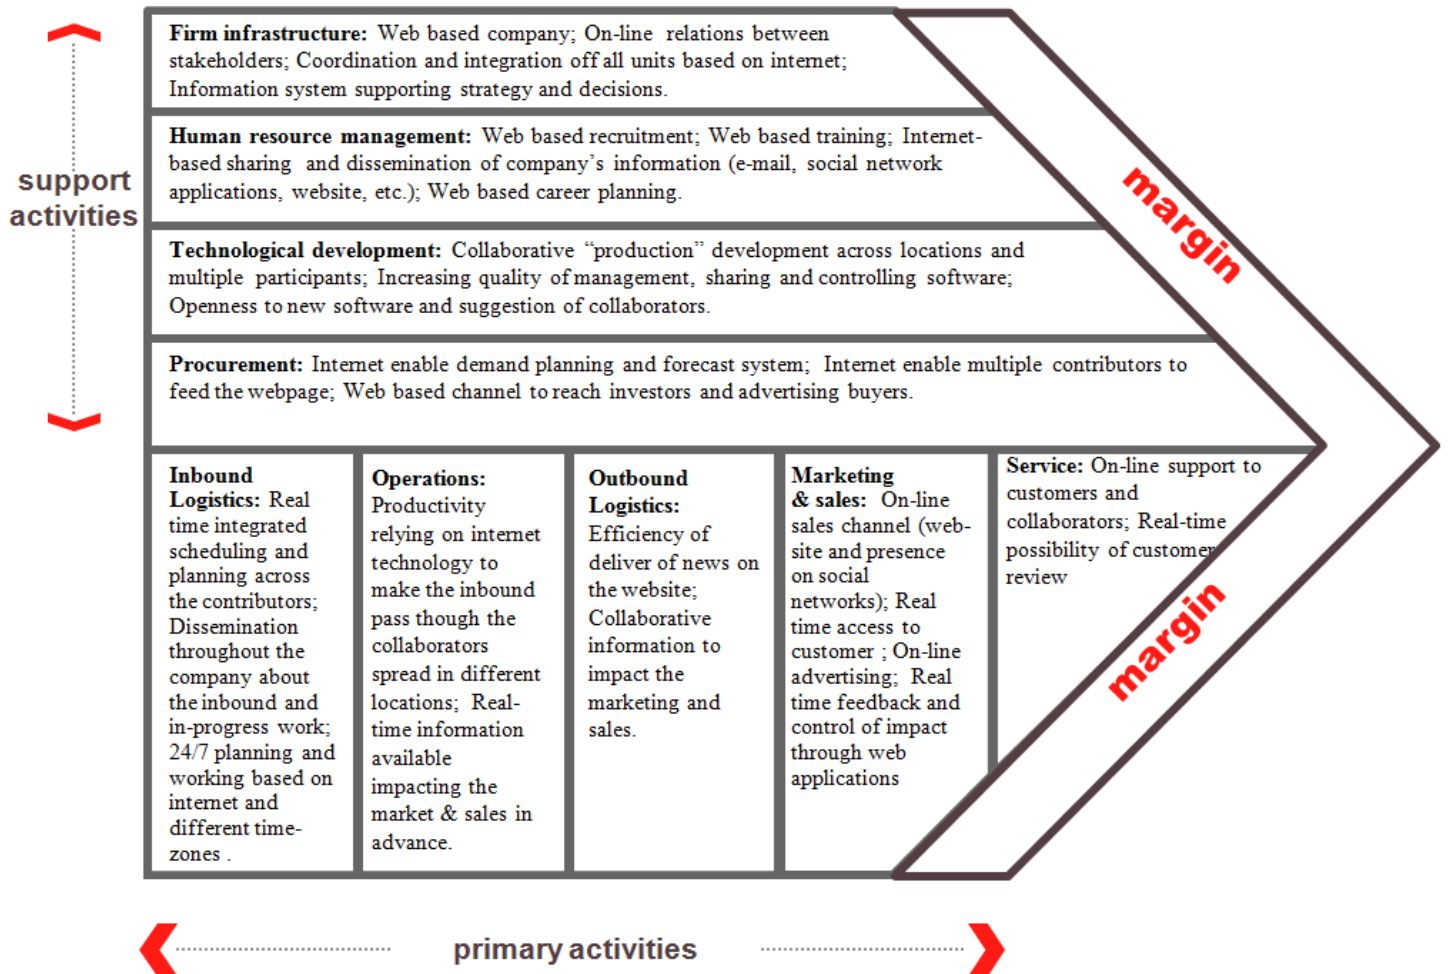 Firm infrastructure: Web based company; On-line relations between
stakeholders; Coordination and integration off all units based on internet;
Information system supporting strategy and decisions.
Human resource management: Web based recruitment; Web based training; Internet-
based sharing and dissemination of company's information (e-mail, social network
applications, website, etc.); Web based career planning.
support
activities
Technological development: Collaborative “production” development across locations and
multiple participants; Increasing quality of management, sharing and controlling software;
Openness to new software and suggestion of collaborators.
Procurement: Internet enable demand planning and forecast system; Internet enable multiple contributors to
feed the webpage; Web based channel to reach investors and advertising buyers.
margin
Inbound
Logistics: Real
time integrated
scheduling and
planning across
the contributors;
Dissemination
throughout the
company about
the inbound and
in-progress work;
24/7 planning and
working based on
internet and
different time-
zones .
Operations:
Productivity
relying on internet
technology to
make the inbound
pass though the
collaborators
spread in different
locations; Real-
time information
available
impacting the
market & sales in
advance.
Outbound
Logistics:
Efficiency of
deliver of news on
the website;
Collaborative
information to
impact the
marketing and
sales.
Marketing
& sales: On-line
sales channel (web-
site and presence
on social
networks); Real
time access to
customer ; On-line
advertising; Real
time feedback and
control of impact
through web
applications
Service: On-line support to
customers and
collaborators; Real-time
possibility of customer
review
margin
primary activities